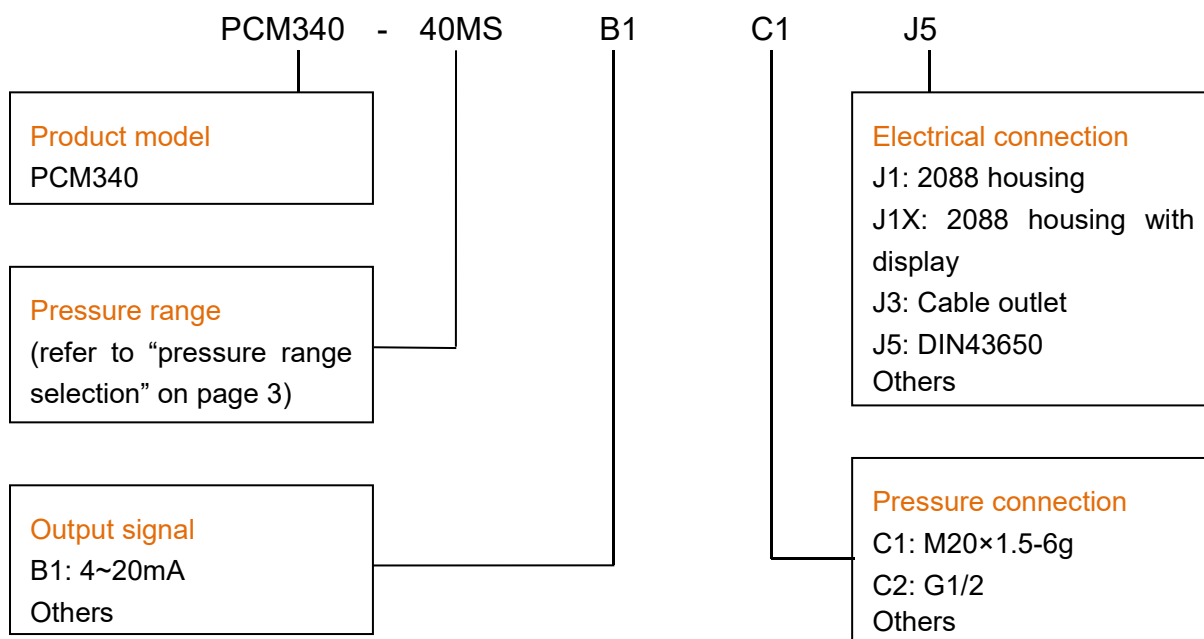 PCM340 - 40MS B1 C1 J5
Product model
PCM340
Pressure range
(refer to “pressure range
selection” on page 3)
Output signal
B1: 4~20mA
Others
Electrical connection
J1: 2088 housing
J1X: 2088 housing with
display
J3: Cable outlet
J5: DIN43650
Others
Pressure connection
C1: M20×1.5-6g
C2: G1/2
Others